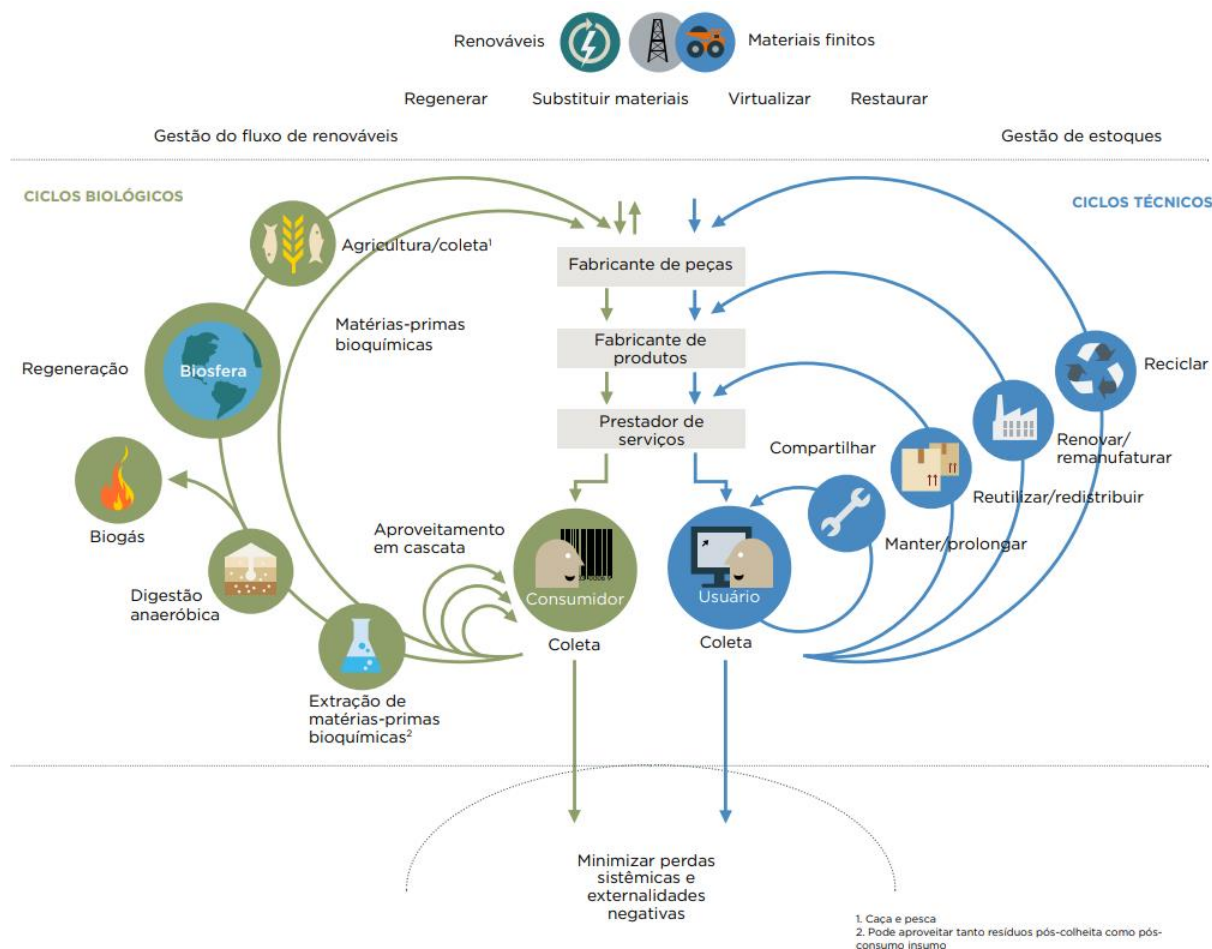 Renováveis
Materiais finitos
Regenerar
Substituir materiais
Virtualizar
Restaurar
Gestão do fluxo de renováveis
Gestão de estoques
CICLOS BIOLÓGICOS
CICLOS TÉCNICOS
Agricultura/coleta¹
Fabricante de peças
Matérias-primas
bioquímicas
Fabricante de
produtos
Regeneração
Biosfera
Reciclar
Prestador de
serviços
Compartilhar
Renovar/
remanufaturar
Reutilizar/redistribuir
Biogás
Aproveitamento
em cascata
Manter/prolongar
Digestão
anaeróbica
Consumidor
Usuário
Coleta
Coleta
Extração de
matérias-primas
bioquímicas²
Minimizar perdas
sistêmicas e
externalidades
negativas
1. Caça e pesca
2. Pode aproveitar tanto resíduos pós-colheita como pós-
consumo insumo